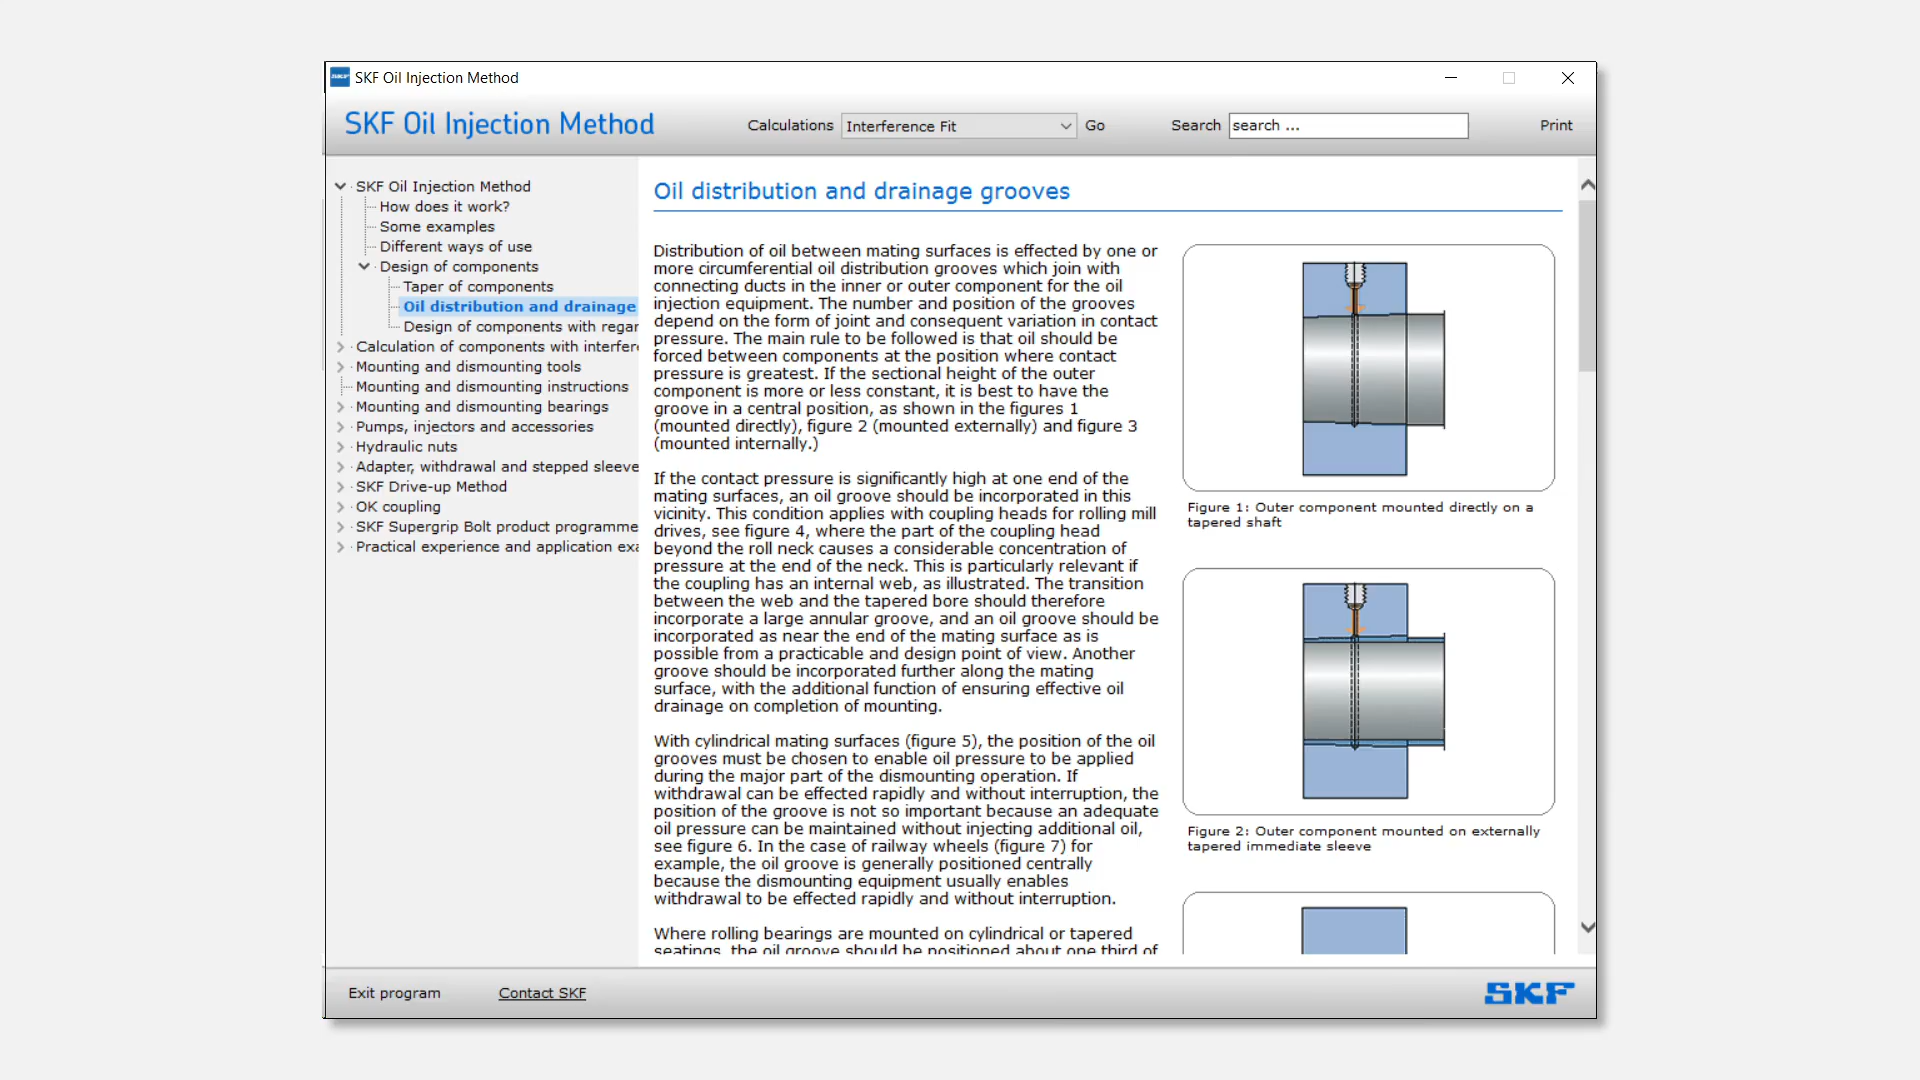 SKF Oil Injection Method
SKF Oil Injection Method
Calculations
Interference Fit
Go
Search
search ...
Print
SKF Oil Injection Method
How does it work?
Some examples
Different ways of use
Design of components
Taper of components
Oil distribution and drainage
Design of components with regar
Calculation of components with interfere
Mounting and dismounting tools
Mounting and dismounting instructions
Mounting and dismounting bearings
Pumps, injectors and accessories
Hydraulic nuts
Adapter, withdrawal and stepped sleeve
SKF Drive-up Method
OK coupling
SKF Supergrip Bolt product programme
Practical experience and application exa
Oil distribution and drainage grooves
Distribution of oil between mating surfaces is effected by one or
more circumferential oil distribution grooves which join with
connecting ducts in the inner or outer component for the oil
injection equipment. The number and position of the grooves
depend on the form of joint and consequent variation in contact
pressure. The main rule to be followed is that oil should be
forced between components at the position where contact
pressure is greatest. If the sectional height of the outer
component is more or less constant, it is best to have the
groove in a central position, as shown in the figures 1
(mounted directly), figure 2 (mounted externally) and figure 3
(mounted internally.)
If the contact pressure is significantly high at one end of the
mating surfaces, an oil groove should be incorporated in this
vicinity. This condition applies with coupling heads for rolling mill
drives, see figure 4, where the part of the coupling head
beyond the roll neck causes a considerable concentration of
pressure at the end of the neck. This is particularly relevant if
the coupling has an internal web, as illustrated. The transition
between the web and the tapered bore should therefore
incorporate a large annular groove, and an oil groove should be
incorporated as near the end of the mating surface as is
possible from a practicable and design point of view. Another
groove should be incorporated further along the mating
surface, with the additional function of ensuring effective oil
drainage on completion of mounting.
With cylindrical mating surfaces (figure 5), the position of the oil
grooves must be chosen to enable oil pressure to be applied
during the major part of the dismounting operation. If
withdrawal can be effected rapidly and without interruption, the
position of the groove is not so important because an adequate
oil pressure can be maintained without injecting additional oil,
see figure 6. In the case of railway wheels (figure 7) for
example, the oil groove is generally positioned centrally
because the dismounting equipment usually enables
withdrawal to be effected rapidly and without interruption.
Where rolling bearings are mounted on cylindrical or tapered
seatings, the oil groove should be positioned about one third of
Figure 1: Outer component mounted directly on a
tapered shaft
Figure 2: Outer component mounted on externally
tapered immediate sleeve
Exit program
Contact SKF
SKF